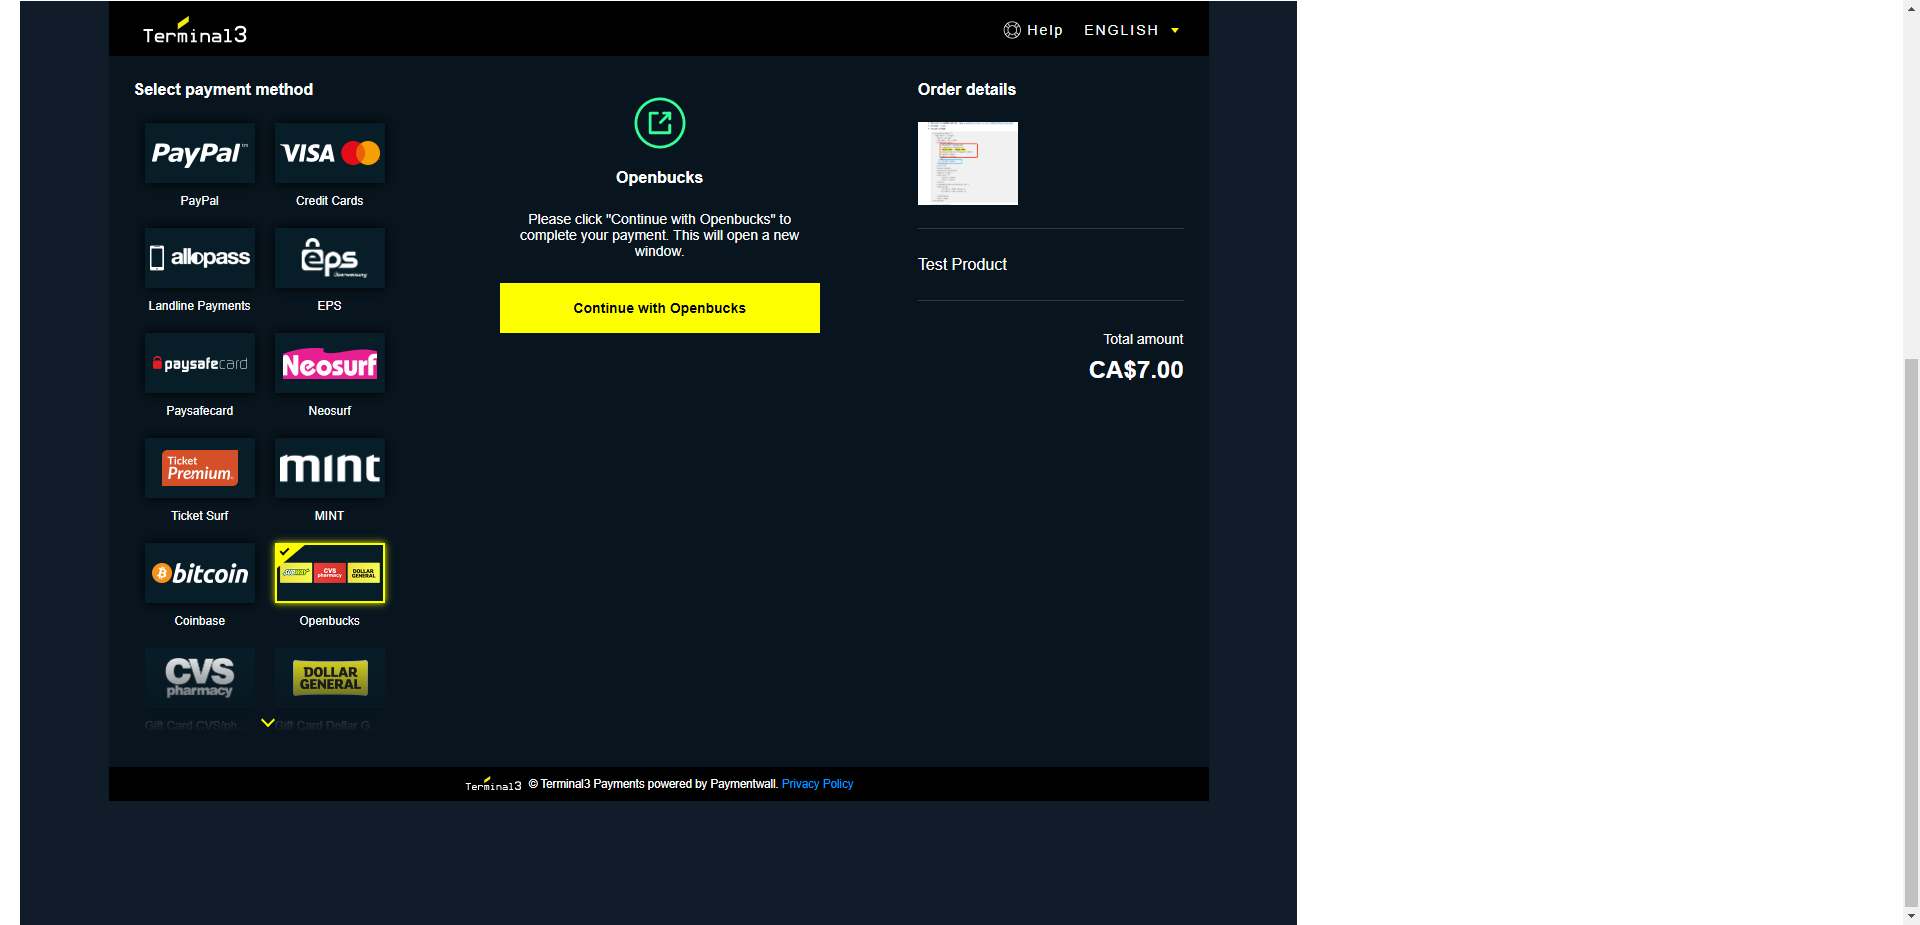 Terminal3
Help
ENGLISH
Select payment method
PayPal
VISA
PayPal
Credit Cards
allopass
eps
Überweisung
Landline Payments
EPS
paysafecard
Neosurf
Paysafecard
Neosurf
Ticket
Premium
mint
Ticket Surf
MINT
bitcoin
SUBWAY
CVS
pharmacy
DOLLAR
GENERAL
Coinbase
Openbucks
CVS
pharmacy
DOLLAR
GENERAL
Gift Card CVS/ph...
Gift Card Dollar G...
Openbucks
Please click "Continue with Openbucks" to
complete your payment. This will open a new
window.
Continue with Openbucks
Order details
Test Product
Total amount
CA$7.00
Terminal3 © Terminal3 Payments powered by Paymentwall. Privacy Policy